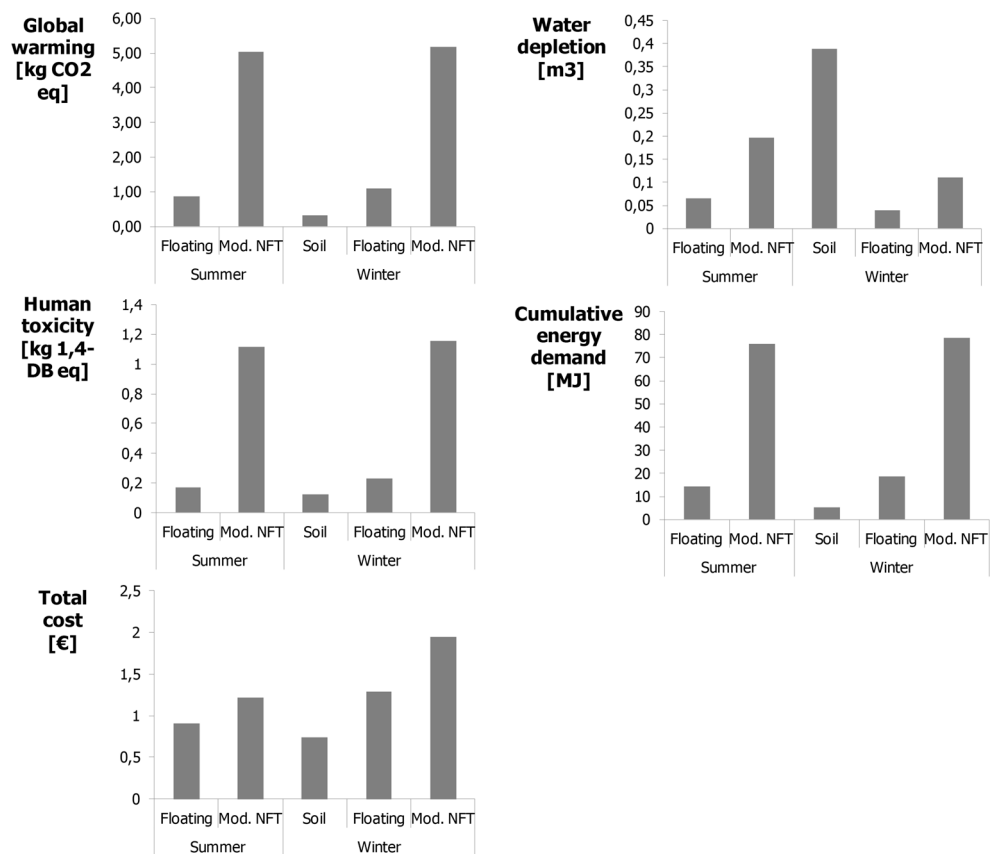 Global
warming
[kg CO2
eq]
6,00
5,00
4,00
3,00
2,00
1,00
0,00
Floating Mod. NFT Soil Floating Mod. NFT
Summer Winter
Water
depletion
[m3]
0,45
0,4
0,35
0,3
0,25
0,2
0,15
0,1
0,05
0
Floating Mod. NFT Soil Floating Mod. NFT
Summer Winter
Human
toxicity
[kg 1,4-
DB eq]
1,4
1,2
1
0,8
0,6
0,4
0,2
0
Floating Mod. NFT Soil Floating Mod. NFT
Summer Winter
Cumulative
energy
demand
[MJ]
90
80
70
60
50
40
30
20
10
0
Floating Mod. NFT Soil Floating Mod. NFT
Summer Winter
Total
cost
[€]
2,5
2
1,5
1
0,5
0
Floating Mod. NFT Soil Floating Mod. NFT
Summer Winter